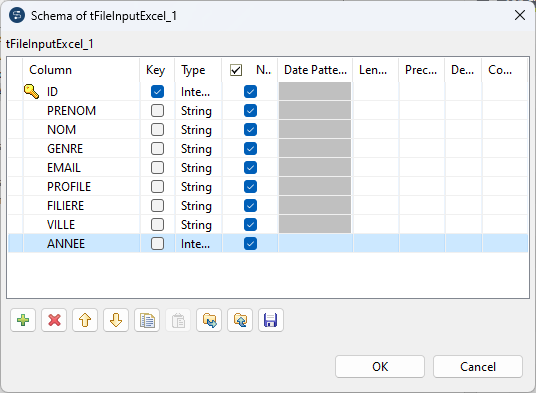 Schema of tFileInputExcel_1
tFileInputExcel_1
Column Key Type N.. Date Patte... Len... Prec... De... Co...
ID Inte...
PRENOM String
NOM String
GENRE String
EMAIL String
PROFILE String
FILIERE String
VILLE String
ANNEE Inte...
OK Cancel